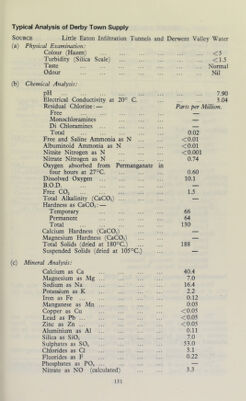 Typical Analysis of Derby Town Supply
SOURCE Little Eaton Infiltration Tunnels and Derwent Valley Water
(a) Physical Examination:
Colour (Hazen) <5
Turbidity (Silica Scale) <1.5
Taste Normal
Odour Nil
(b) Chemical Analysis:
pH 7.90
Electrical Conductivity at 20° C. 3.04
Residual Chlorine:— Parts per Million.
Free —
Monochloramines —
Di Chloramines —
Total 0.02
Free and Saline Ammonia as N <0.01
Albuminoid Ammonia as N <0.01
Nitrite Nitrogen as N <0.001
Nitrate Nitrogen as N 0.74
Oxygen absorbed from Permanganate in
four hours at 27°C. 0.60
Dissolved Oxygen 10.1
B.O.D. —
Free CO₂ 1.5
Total Alkalinity (CaCO₃) —
Hardness as CaCO₃:—
Temporary 66
Permanent 64
Total 130
Calcium Hardness (CaCO₃) —
Magnesium Hardness (CaCO₃) —
Total Solids (dried at 180°C.) 188
Suspended Solids (dried at 105°C.) —
(c) Mineral Analysis:
Calcium as Ca 40.4
Magnesium as Mg 7.0
Sodium as Na 16.4
Potassium as K 2.2
Iron as Fe 0.12
Manganese as Mn 0.03
Copper as Cu <0.05
Lead as Pb <0.05
Zinc as Zn <0.05
Aluminium as Al 0.11
Silica as SiO₂ 7.0
Sulphates as SO₄ 53.0
Chlorides as Cl 3.1
Fluorides as F 0.22
Phosphates as PO₄ —
Nitrate as NO (calculated) 3.3
131